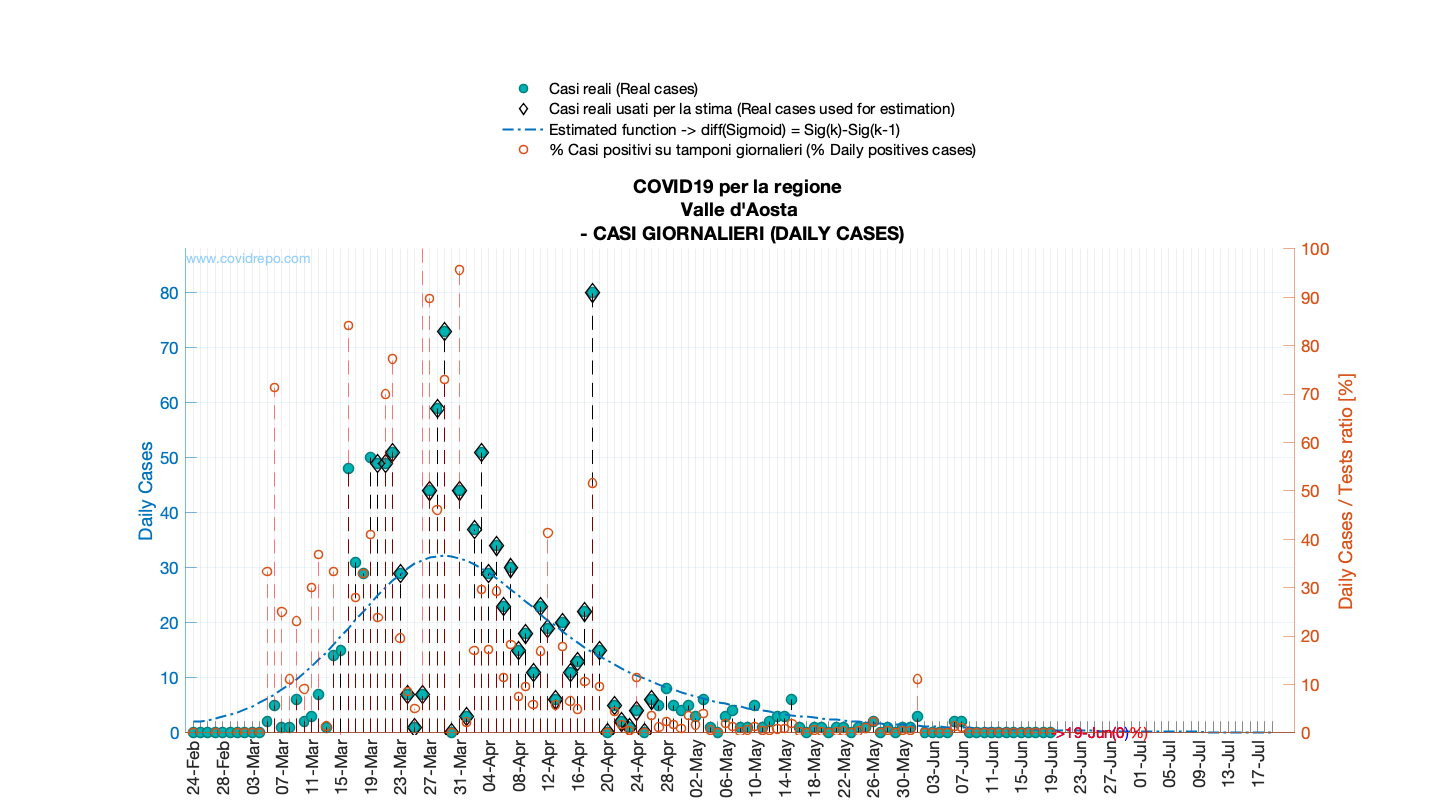 Casi reali (Real cases)
Casi reali usati per la stima (Real cases used for estimation)
Estimated function -> diff(Sigmoid) = Sig(k)-Sig(k-1)
% Casi positivi su tamponi giornalieri (% Daily positives cases)
COVID19 per la regione
Valle d'Aosta
- CASI GIORNALIERI (DAILY CASES)
www.covidrepo.com
Daily Cases
80
70
60
50
40
30
20
10
0
100
90
80
70
60
50
40
30
20
10
0
Daily Cases / Tests ratio [%]
->19-Jun(0%)
24-Feb
28-Feb
03-Mar
07-Mar
11-Mar
15-Mar
19-Mar
23-Mar
27-Mar
31-Mar
04-Apr
08-Apr
12-Apr
16-Apr
20-Apr
24-Apr
28-Apr
02-May
06-May
10-May
14-May
18-May
22-May
26-May
30-May
03-Jun
07-Jun
11-Jun
15-Jun
19-Jun
23-Jun
27-Jun
01-Jul
05-Jul
09-Jul
13-Jul
17-Jul